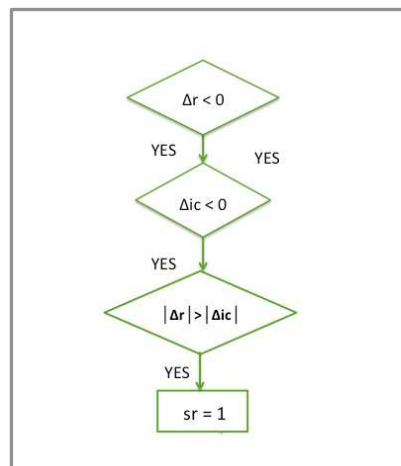 Δr < 0
YES YES
Δic < 0
YES
|Δr|>|Δic|
YES
sr = 1